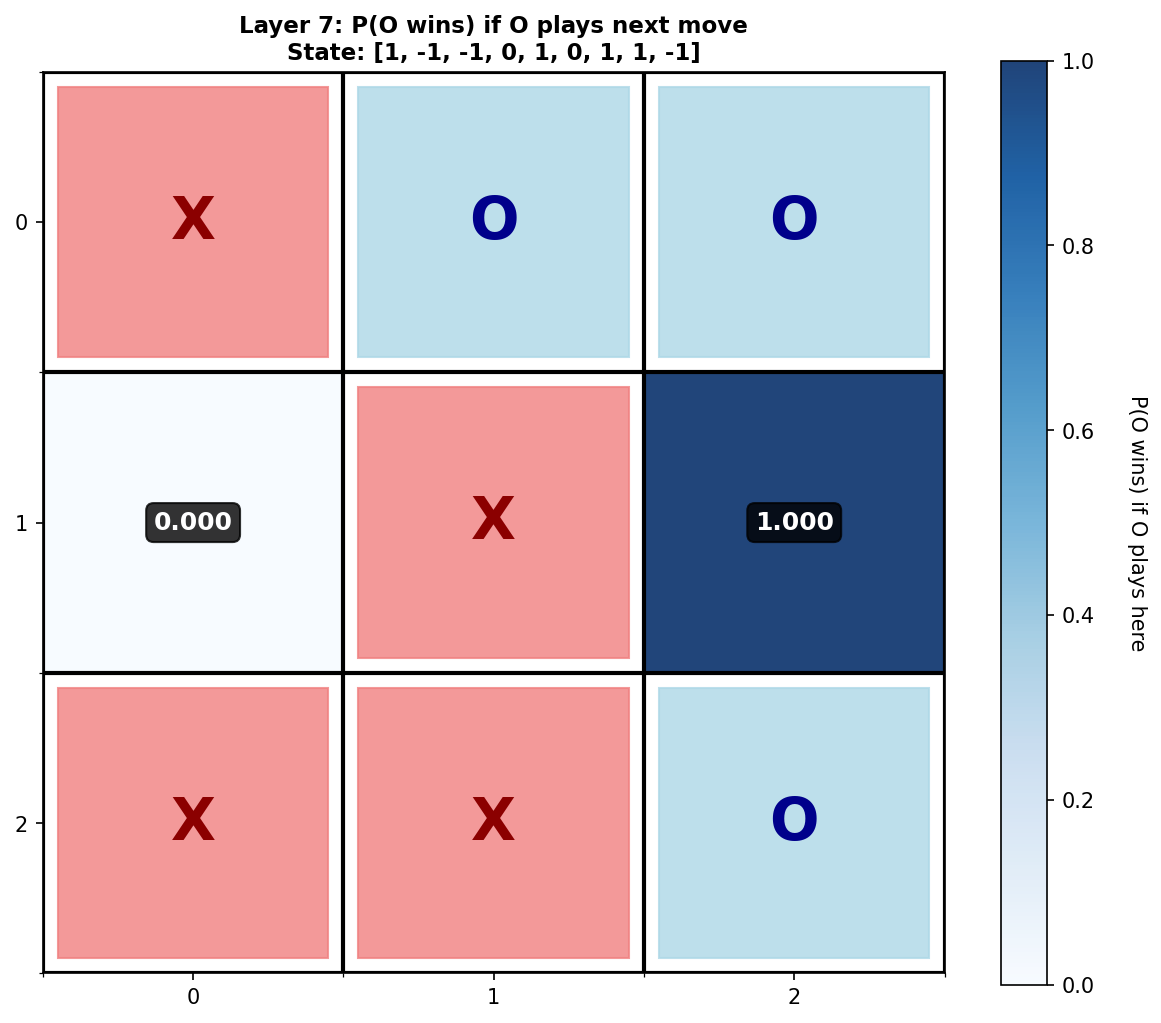 Layer 7: P(O wins) if O plays next move
State: [1, -1, -1, 0, 1, 0, 1, 1, -1]
1.0
0
X
O
O
0.8
0.6
P(O wins) if O plays here
1
0.000
X
1.000
0.4
0.2
2
X
X
O
0.0
0
1
2